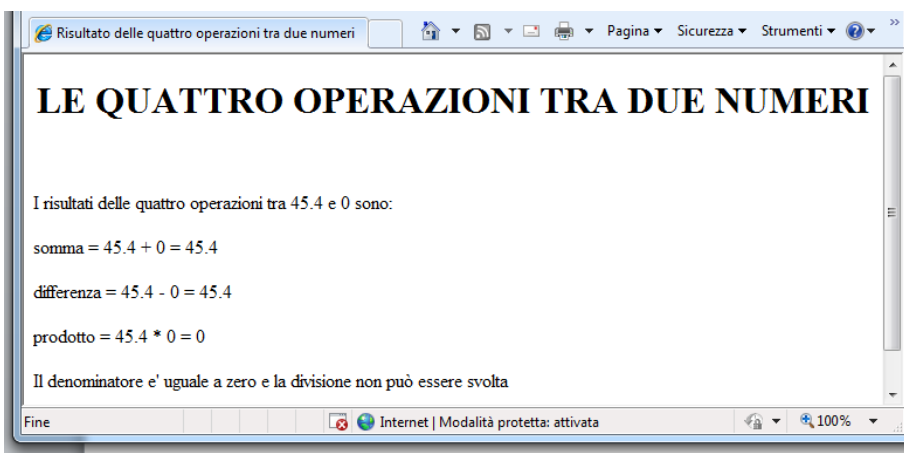 Risultato delle quattro operazioni tra due numeri Pagina Sicurezza Strumenti
LE QUATTRO OPERAZIONI TRA DUE NUMERI
I risultati delle quattro operazioni tra 45.4 e 0 sono:
somma = 45.4 + 0 = 45.4
differenza = 45.4 - 0 = 45.4
prodotto = 45.4 * 0 = 0
Il denominatore e' uguale a zero e la divisione non può essere svolta
Fine Internet | Modalità protetta: attivata 100%